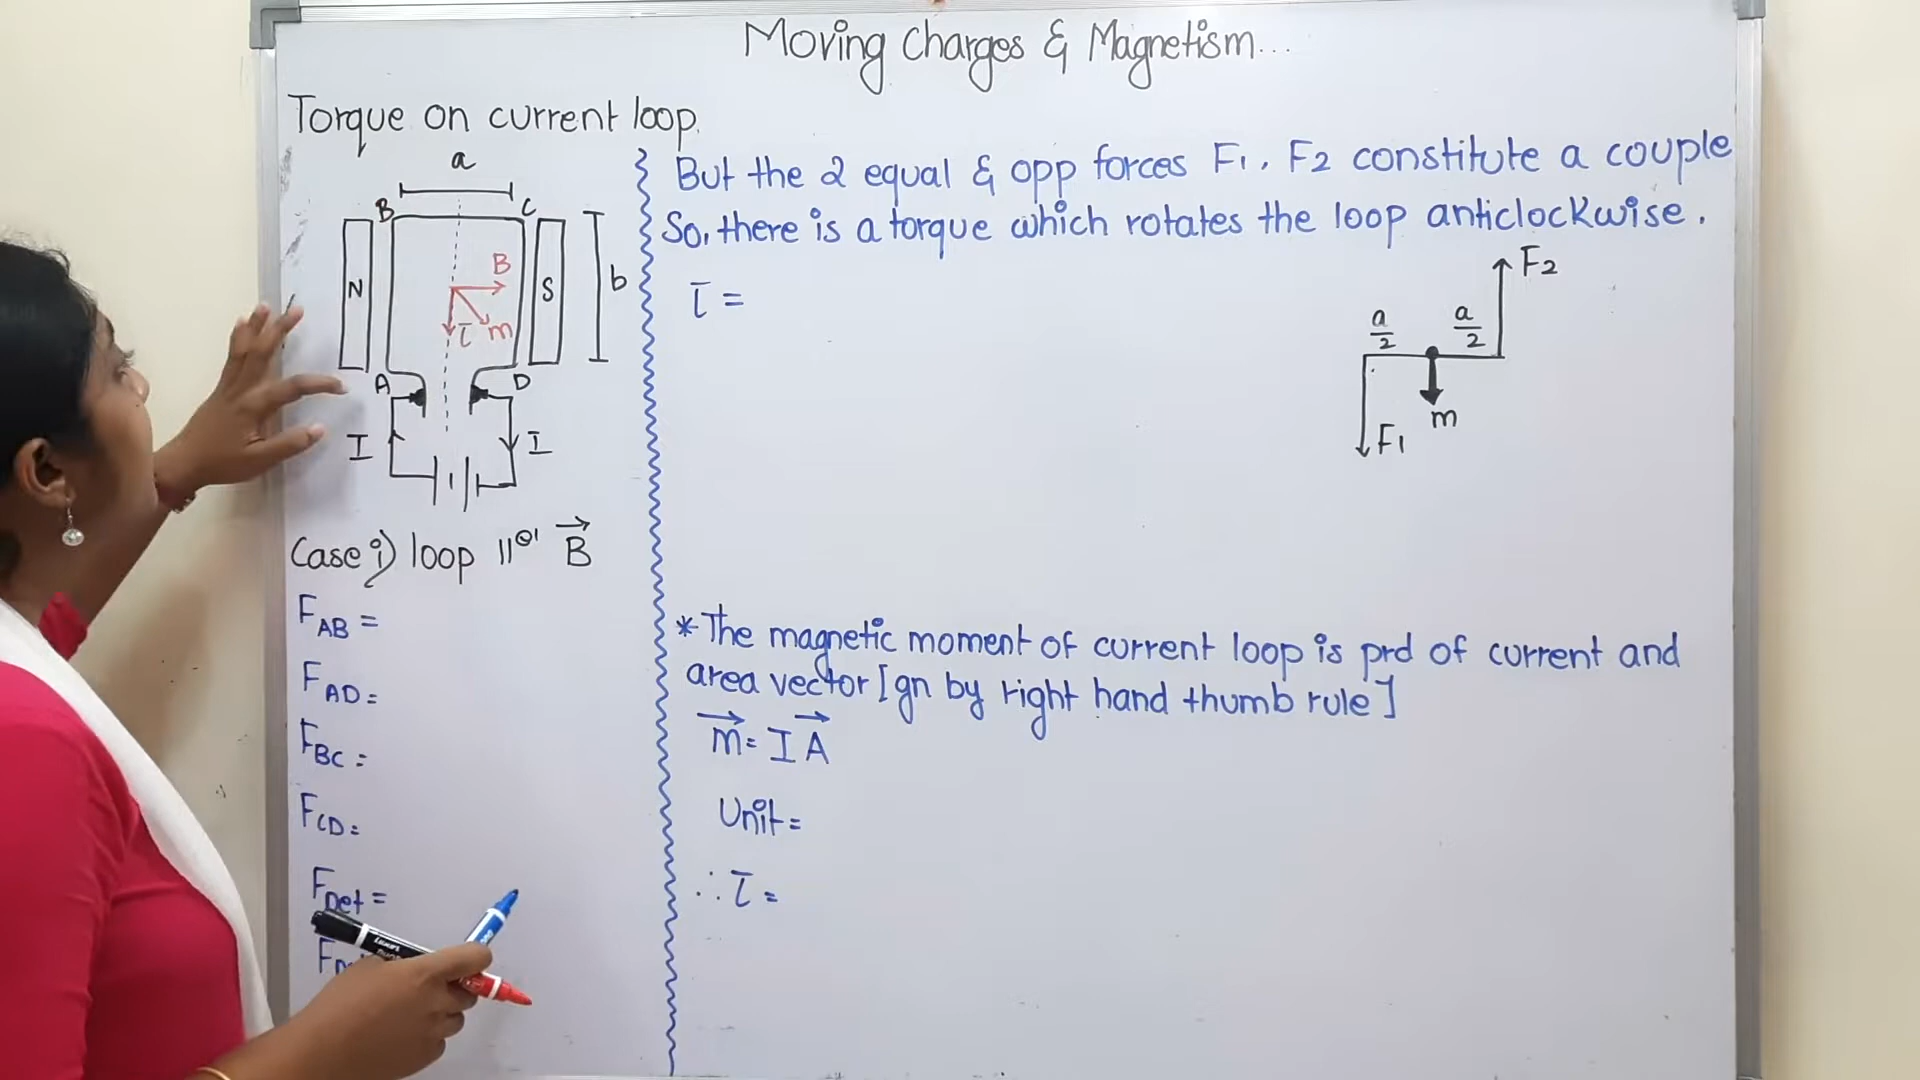 Moving Charges & Magnetism...
Torque on current loop
a
B
C
N
B
S
b
τ
m
A
D
I
I
Case i) loop ||el B
F_AB =
F_AD =
F_BC =
F_CD =
F_net =
But the 2 equal & opp forces F1, F2 constitute a couple
So, there is a torque which rotates the loop anticlockwise.
τ =
F2
a/2
a/2
m
F1
*The magnetic moment of current loop is prd of current and
area vector [gn by right hand thumb rule]
m = I A
Unit =
∴ τ =